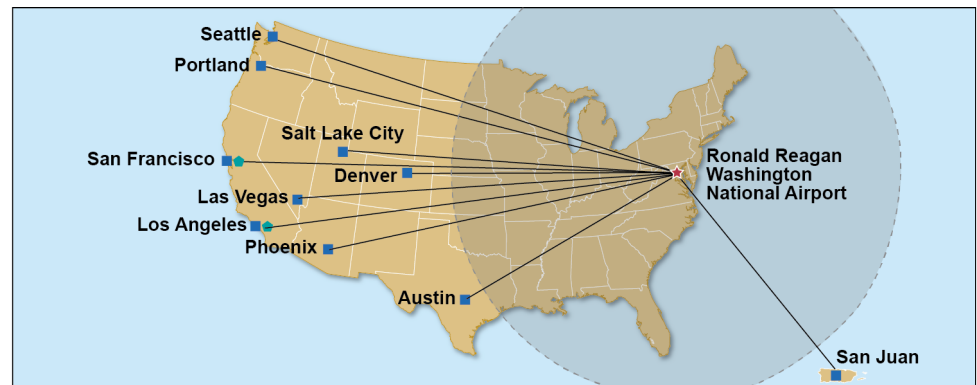 Seattle
Portland
Salt Lake City
San Francisco
Denver
Ronald Reagan
Washington
National Airport
Las Vegas
Los Angeles
Phoenix
Austin
San Juan